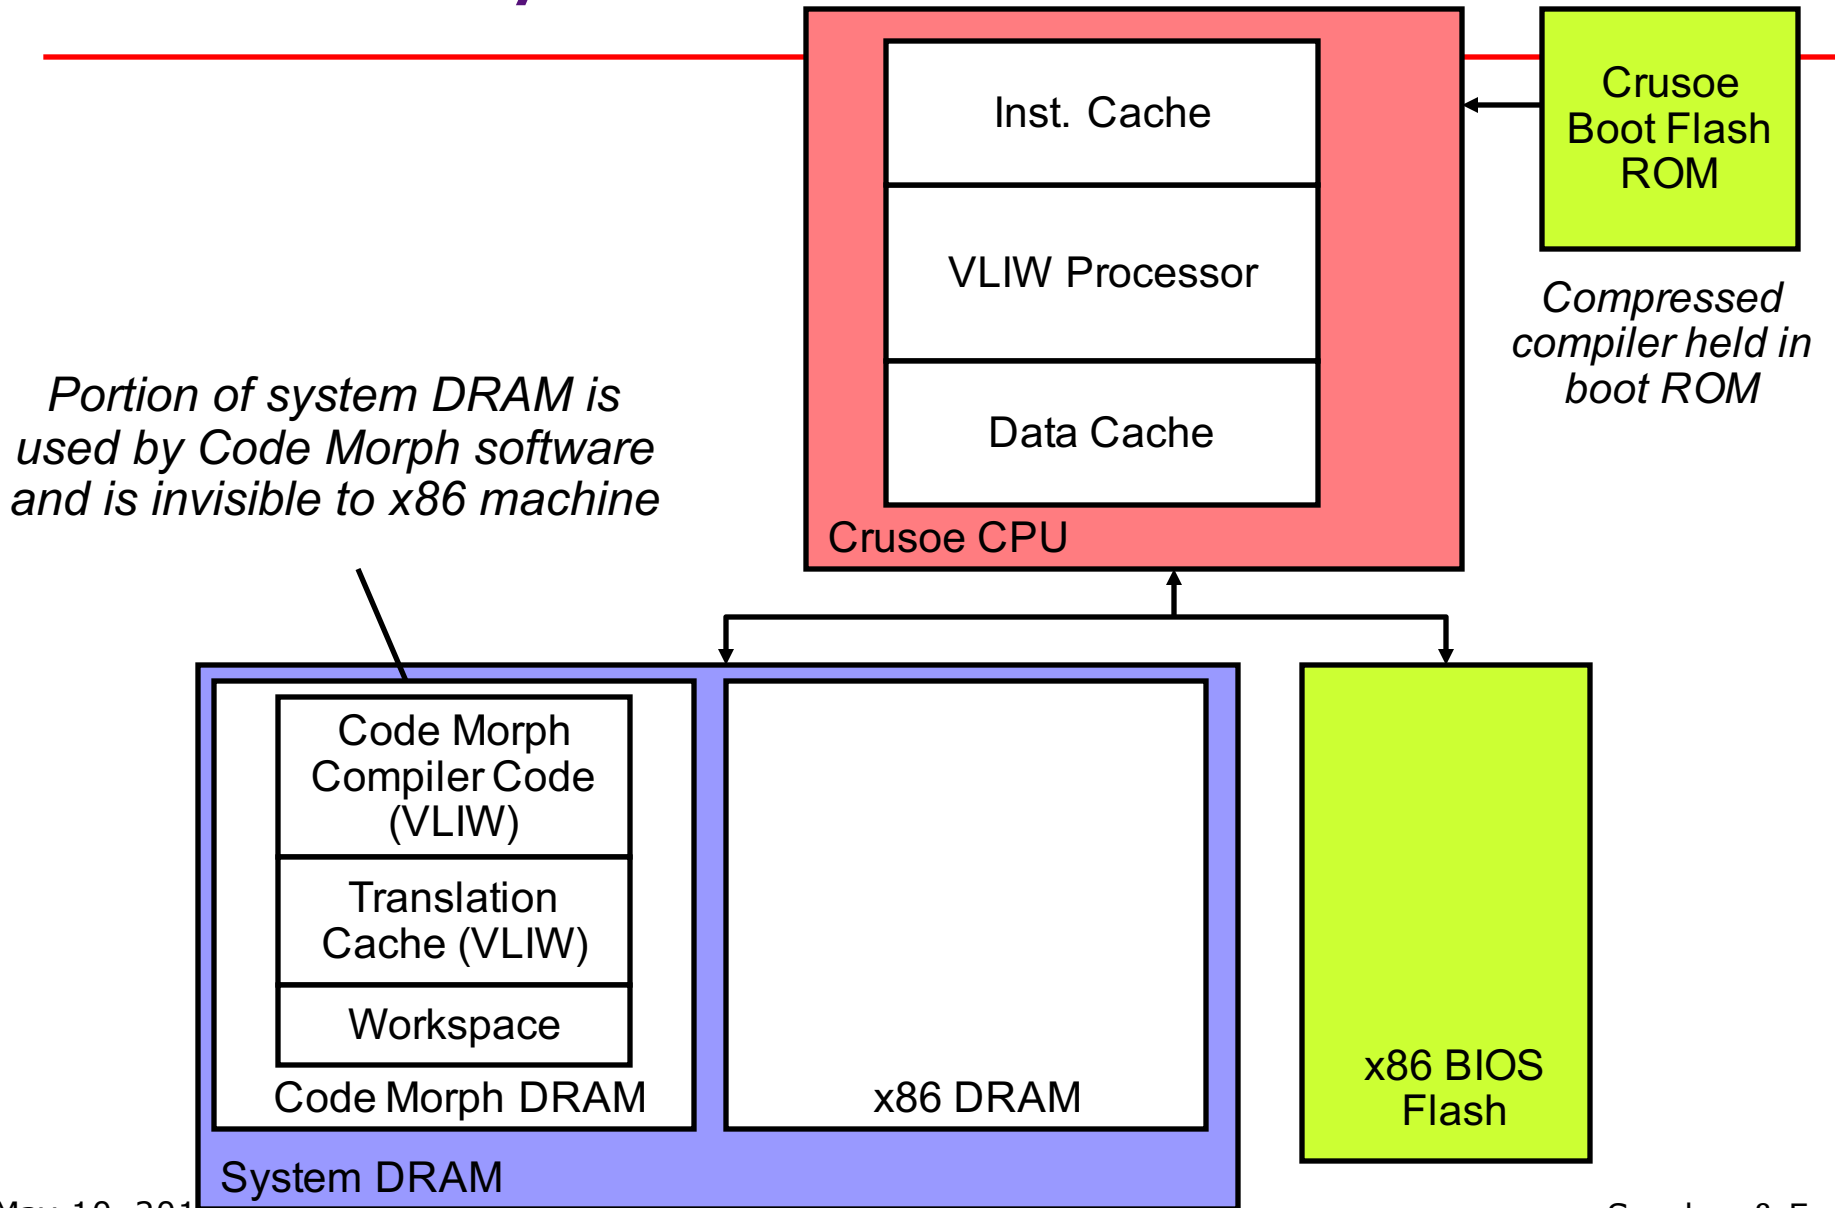 Inst. Cache
VLIW Processor
Data Cache
Crusoe CPU
Crusoe
Boot Flash
ROM
Compressed
compiler held in
boot ROM
Portion of system DRAM is
used by Code Morph software
and is invisible to x86 machine
Code Morph
Compiler Code
(VLIW)
Translation
Cache (VLIW)
Workspace
Code Morph DRAM
x86 DRAM
System DRAM
x86 BIOS
Flash